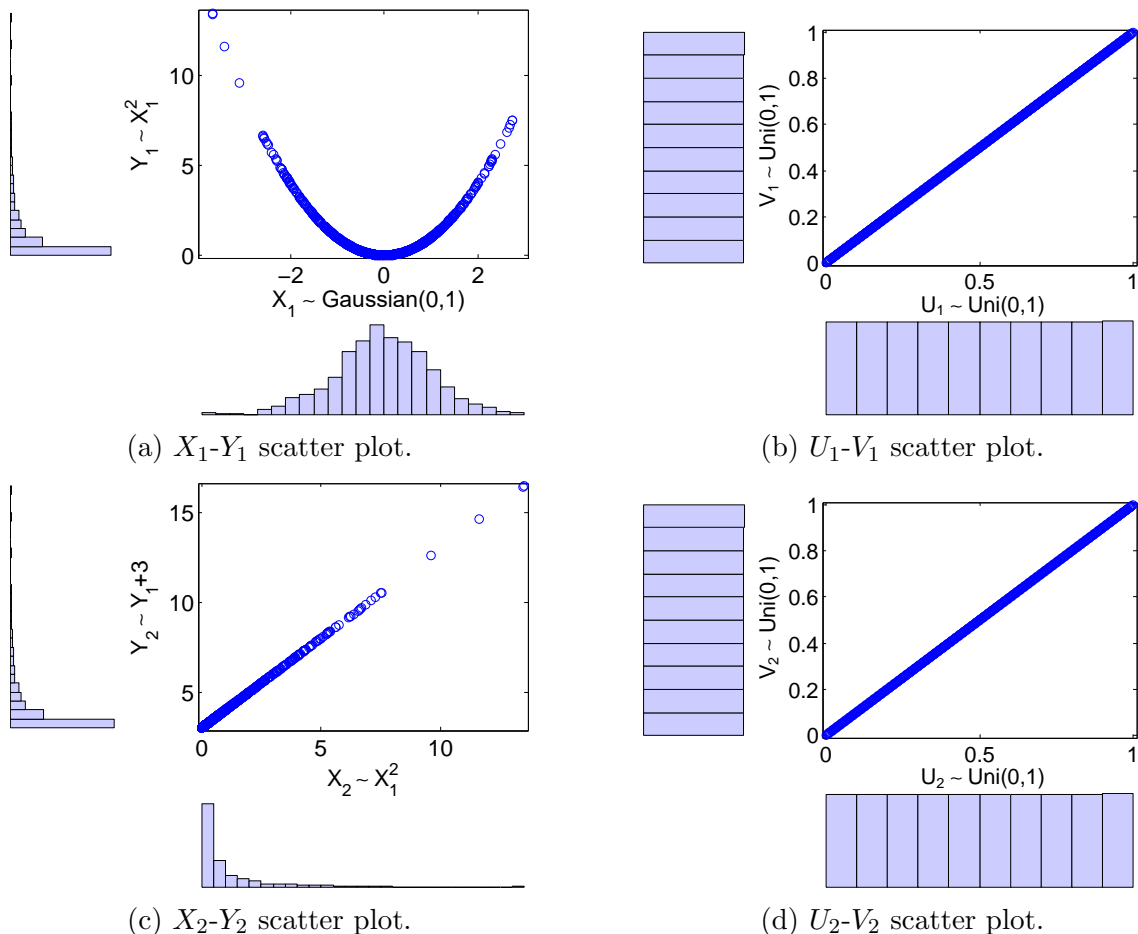 10
5
0
Y₁ ~ X₁²
−2
0
2
X₁ ~ Gaussian(0,1)
(a) X₁-Y₁ scatter plot.
1
0.8
0.6
0.4
0.2
0
V₁ ~ Uni(0,1)
0
0.5
1
U₁ ~ Uni(0,1)
(b) U₁-V₁ scatter plot.
15
10
5
Y₂ ~ Y₁+3
0
5
10
X₂ ~ X₁²
(c) X₂-Y₂ scatter plot.
1
0.8
0.6
0.4
0.2
0
V₂ ~ Uni(0,1)
0
0.5
1
U₂ ~ Uni(0,1)
(d) U₂-V₂ scatter plot.